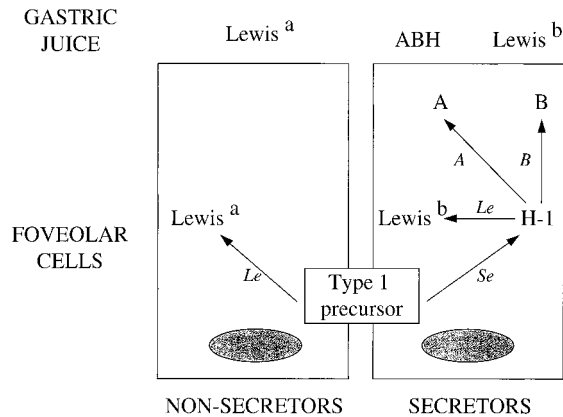 GASTRIC
JUICE
Lewis a
ABH
Lewis b
A
B
A
B
Lewis a
Lewis b
Le
H-1
FOVEOLAR
CELLS
Le
Type 1
precursor
Se
NON-SECRETORS
SECRETORS